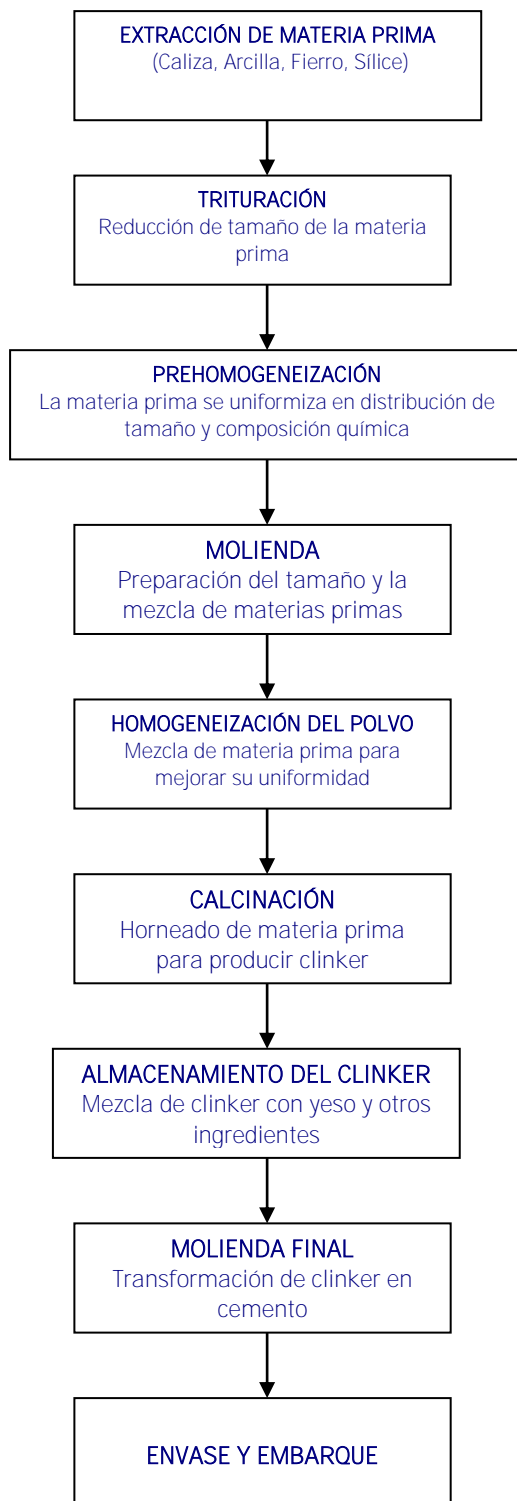 EXTRACCIÓN DE MATERIA PRIMA
(Caliza, Arcilla, Fierro, Sílice)
TRITURACIÓN
Reducción de tamaño de la materia
prima
PREHOMOGENEIZACIÓN
La materia prima se uniformiza en distribución de
tamaño y composición química
MOLIENDA
Preparación del tamaño y la
mezcla de materias primas
HOMOGENEIZACIÓN DEL POLVO
Mezcla de materia prima para
mejorar su uniformidad
CALCINACIÓN
Horneado de materia prima
para producir clinker
ALMACENAMIENTO DEL CLINKER
Mezcla de clinker con yeso y otros
ingredientes
MOLIENDA FINAL
Transformación de clinker en
cemento
ENVASE Y EMBARQUE